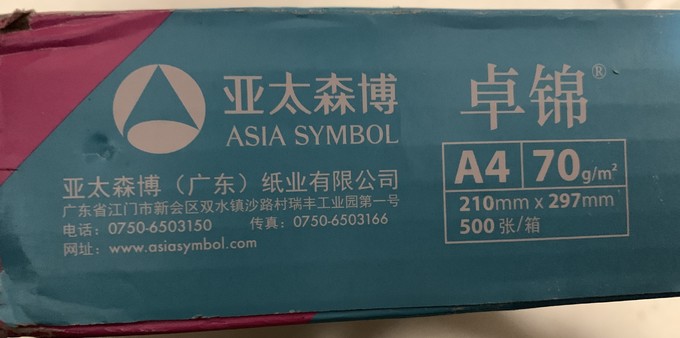 亚太森博
ASIA SYMBOL
亚太森博（广东）纸业有限公司
广东省江门市新会区双水镇沙路村瑞丰工业园第一号
电话：0750-6503150 传真：0750-6503166
网址：www.asiasymbol.com
卓锦®
A4 70g/m²
210mm x 297mm
500 张/箱